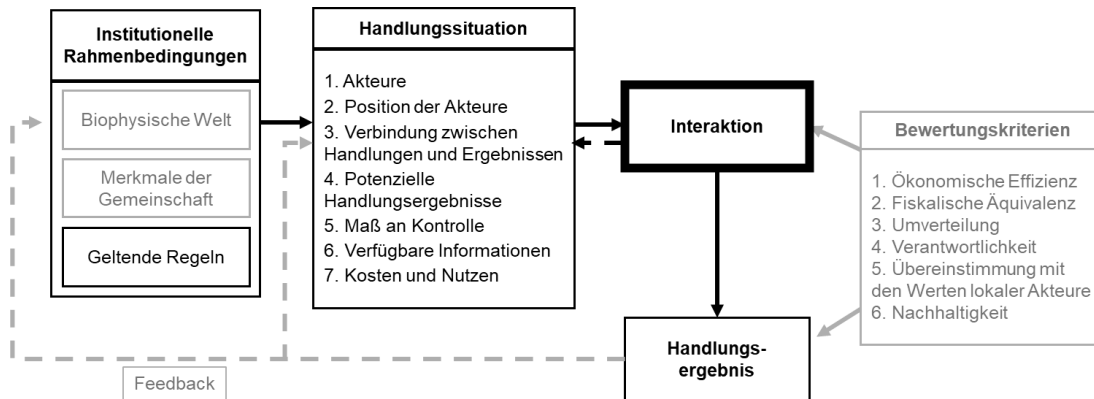 Institutionelle
Rahmenbedingungen
Biophysische Welt
Merkmale der
Gemeinschaft
Geltende Regeln
Handlungssituation
1. Akteure
2. Position der Akteure
3. Verbindung zwischen
Handlungen und Ergebnissen
4. Potenzielle
Handlungsergebnisse
5. Maß an Kontrolle
6. Verfügbare Informationen
7. Kosten und Nutzen
Interaktion
Handlungs-
ergebnis
Bewertungskriterien
1. Ökonomische Effizienz
2. Fiskalische Äquivalenz
3. Umverteilung
4. Verantwortlichkeit
5. Übereinstimmung mit
den Werten lokaler Akteure
6. Nachhaltigkeit
Feedback